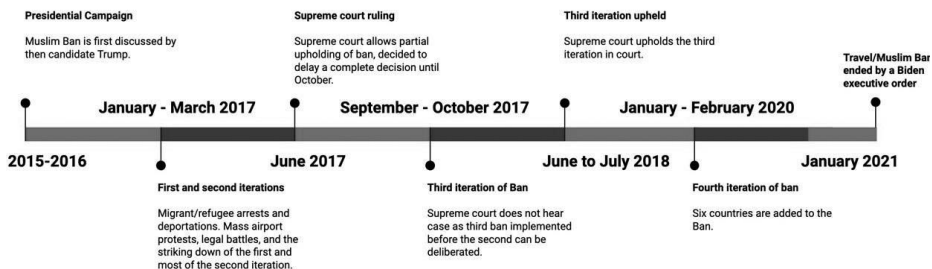 Presidential Campaign
Muslim Ban is first discussed by
then candidate Trump.
Supreme court ruling
Supreme court allows partial
upholding of ban, decided to
delay a complete decision until
October.
Third iteration upheld
Supreme court upholds the third
iteration in court.
Travel/Muslim Ban
ended by a Biden
executive order
January - March 2017
September - October 2017
January - February 2020
2015-2016
June 2017
June to July 2018
January 2021
First and second iterations
Migrant/refugee arrests and
deportations. Mass airport
protests, legal battles, and the
striking down of the first and
most of the second iteration.
Third iteration of Ban
Supreme court does not hear
case as third ban implemented
before the second can be
deliberated.
Fourth iteration of ban
Six countries are added to the
Ban.